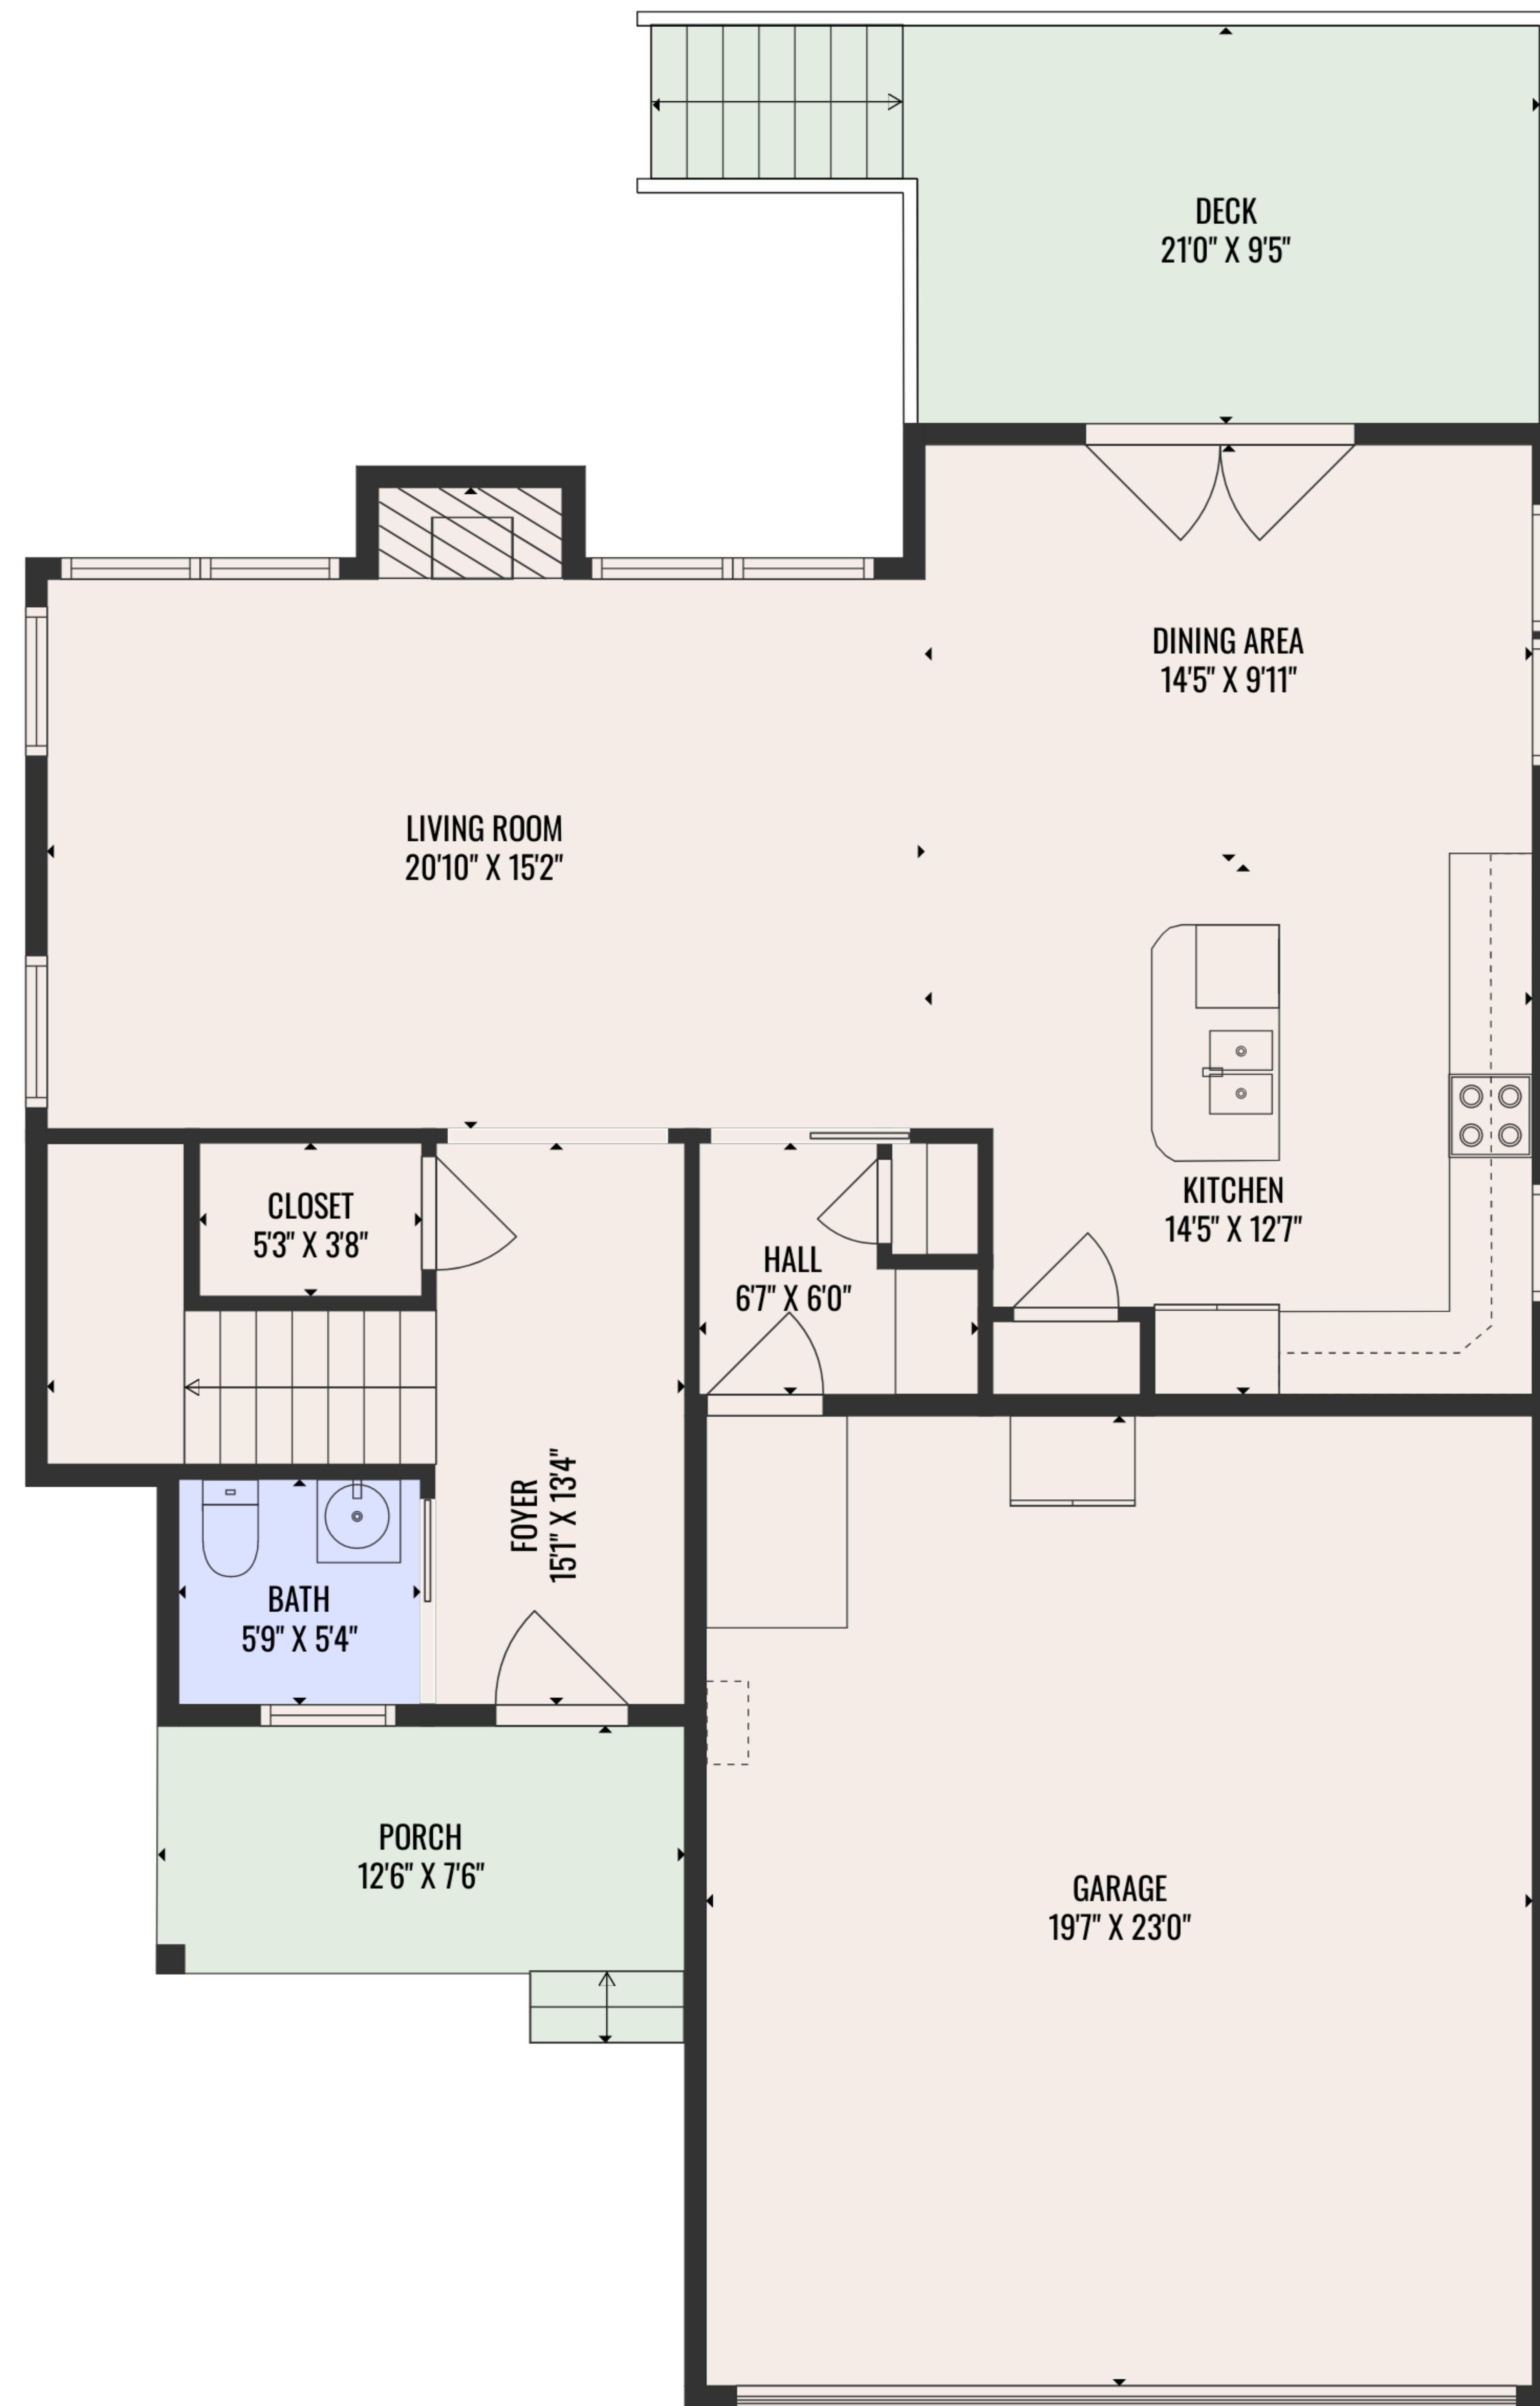 DECK
21'0" X 9'5"
DINING AREA
14'5" X 9'11"
LIVING ROOM
20'10" X 15'2"
CLOSET
5'3" X 3'8"
HALL
6'7" X 6'0"
KITCHEN
14'5" X 12'7"
FOYER
15'1" X 13'4"
BATH
5'9" X 5'4"
PORCH
12'6" X 7'6"
GARAGE
19'7" X 23'0"